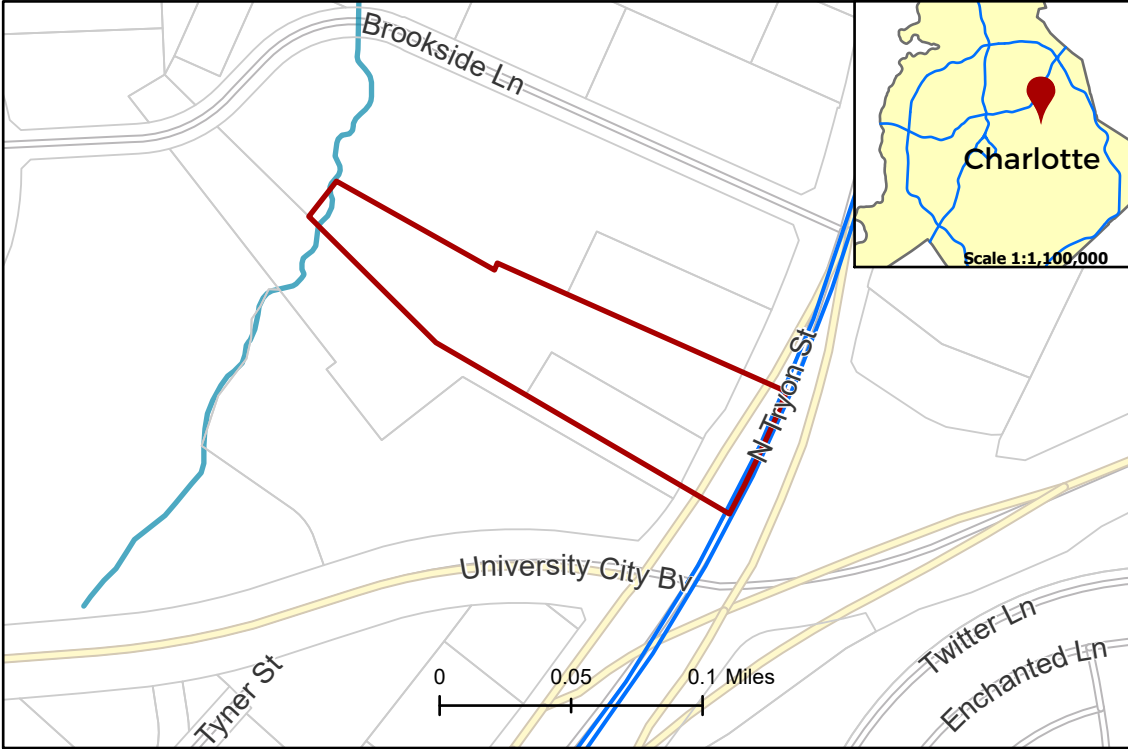 Brookside Ln
Charlotte
Scale 1:1,100,000
N Tryon St
University City Bv
Twitter Ln
Enchanted Ln
Tyner St
0 0.05 0.1 Miles